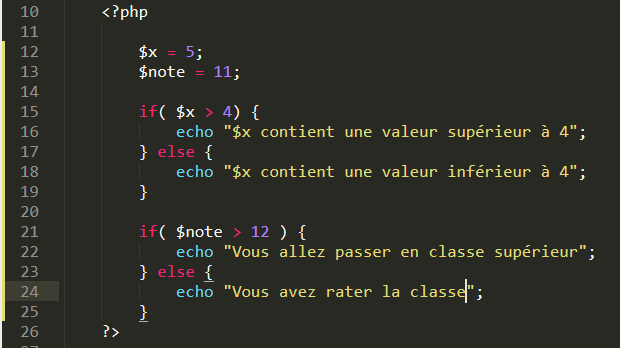 10 <?php
11
12 $x = 5;
13 $note = 11;
14
15 if( $x > 4) {
16 echo "$x contient une valeur supérieur à 4";
17 } else {
18 echo "$x contient une valeur inférieur à 4";
19 }
20
21 if( $note > 12 ) {
22 echo "Vous allez passer en classe supérieur";
23 } else {
24 echo "Vous avez rater la classe";
25 }
26 ?>